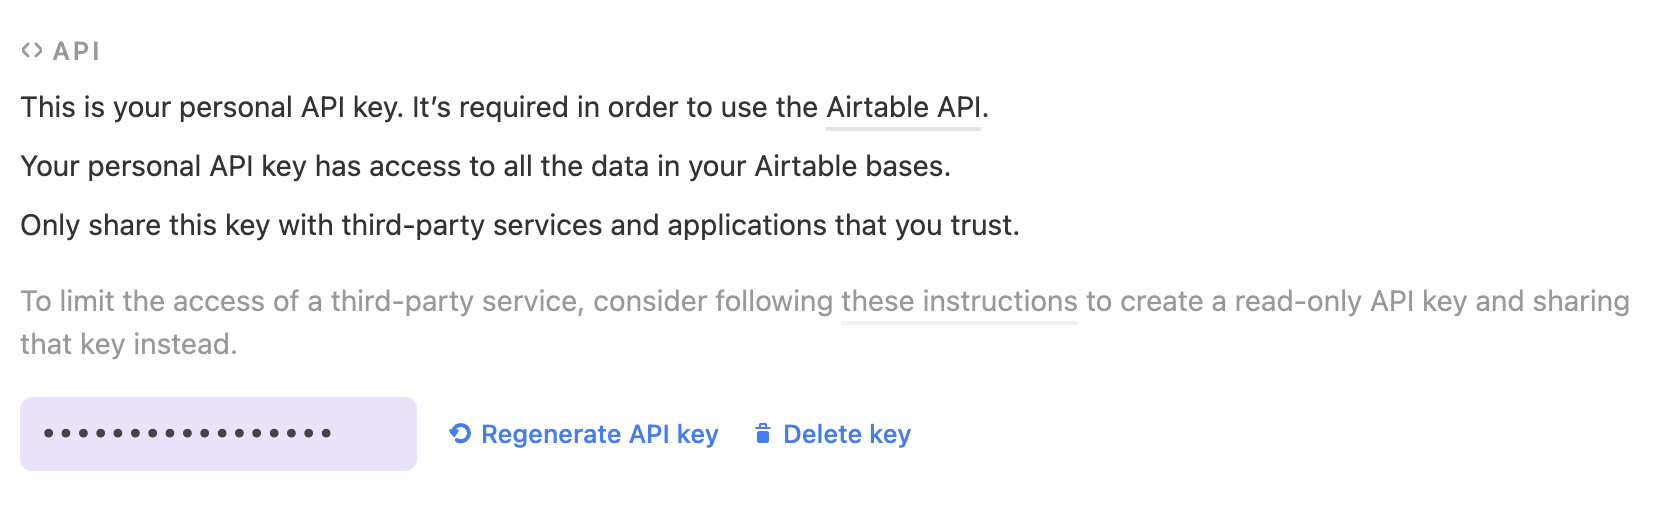 <> API
This is your personal API key. It’s required in order to use the Airtable API.
Your personal API key has access to all the data in your Airtable bases.
Only share this key with third-party services and applications that you trust.
To limit the access of a third-party service, consider following these instructions to create a read-only API key and sharing
that key instead.
••••••••••••••••• Regenerate API key Delete key